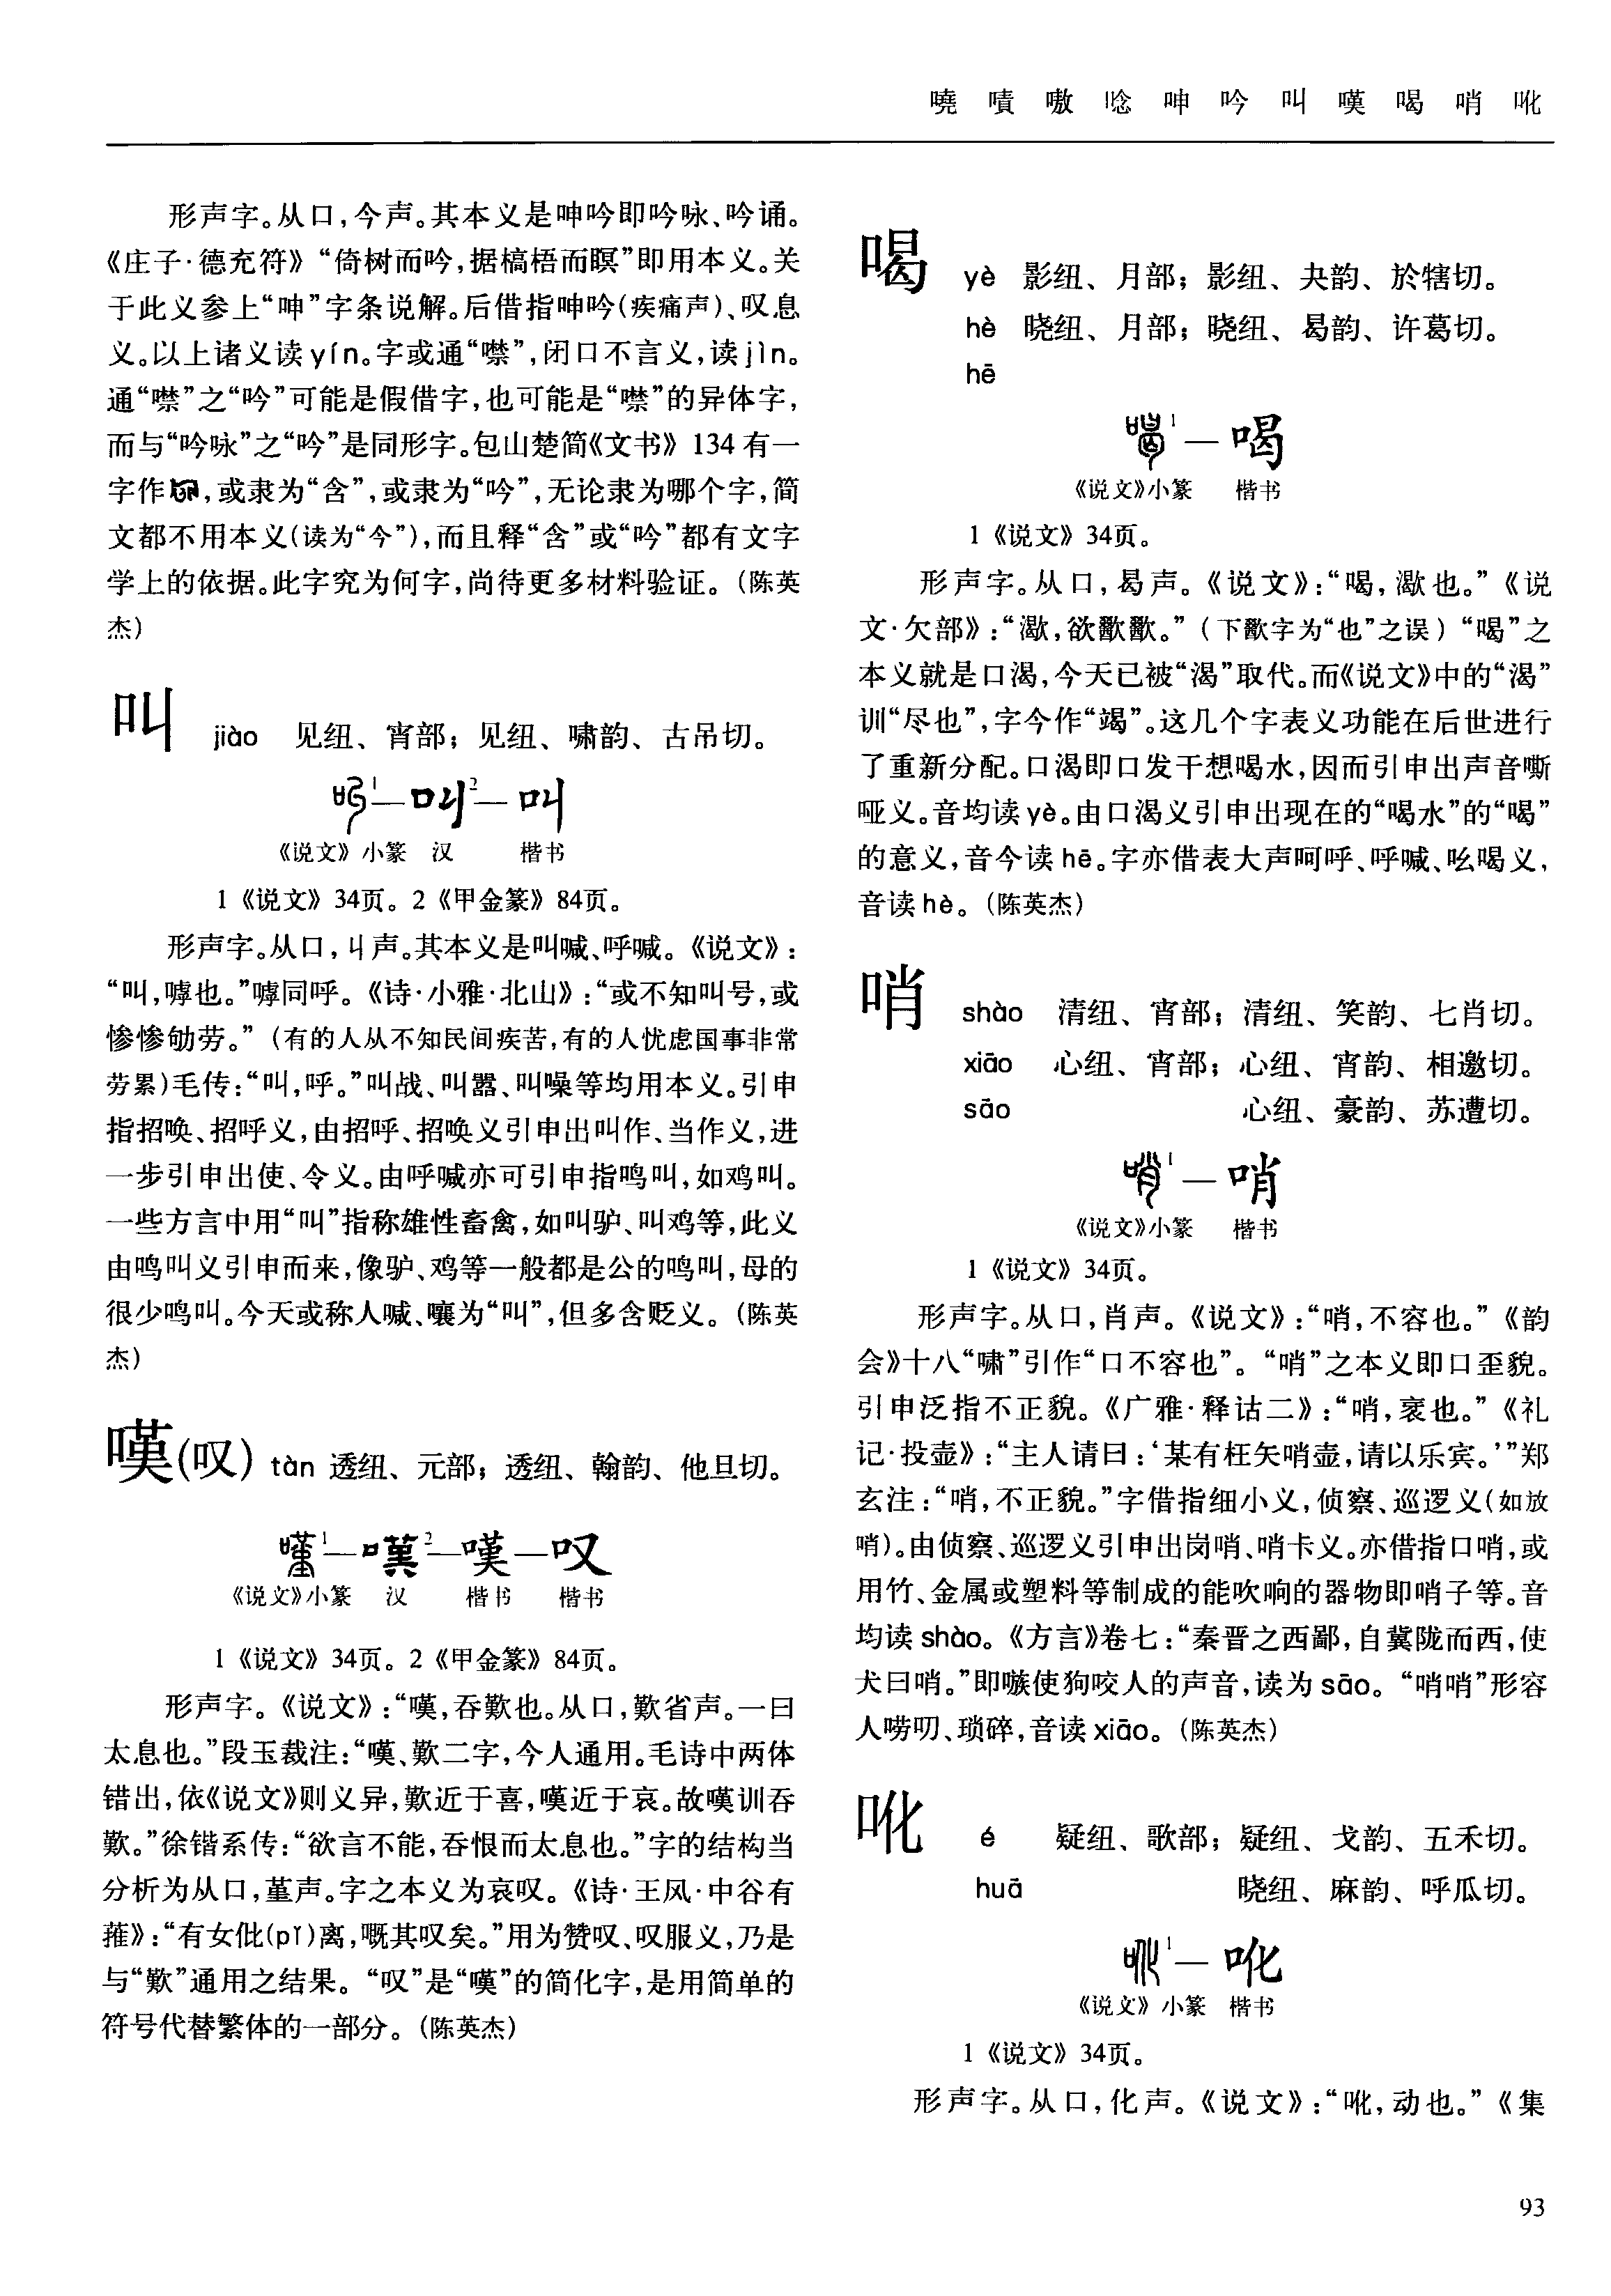 嘵 嘖 嗷 唸 呻 吟 叫 嘆 喝 哨 吪
形声字。从口,今声。其本义是呻吟即吟咏、吟诵。
《庄子·德充符》“倚树而吟,据槁梧而瞑”即用本义。关
于此义参上“呻”字条说解。后借指呻吟(疾痛声)、叹息
义。以上诸义读yín。字或通“噤”,闭口不言义,读jìn。
通“噤”之“吟”可能是假借字,也可能是“噤”的异体字,
而与“吟咏”之“吟”是同形字。包山楚简《文书》134有一
字作,或隶为“含”,或隶为“吟”,无论隶为哪个字,简
文都不用本义(读为“今”),而且释“含”或“吟”都有文字
学上的依据。此字究为何字,尚待更多材料验证。(陈英
杰)
叫 jiào 见纽、宵部;见纽、啸韵、古吊切。
叫1—叫2—叫
《说文》小篆 汉 楷书
1《说文》34页。2《甲金篆》84页。
形声字。从口,丩声。其本义是叫喊、呼喊。《说文》:
“叫,嘑也。”嘑同呼。《诗·小雅·北山》:“或不知叫号,或
惨惨劬劳。”(有的人从不知民间疾苦,有的人忧虑国事非常
劳累)毛传:“叫,呼。”叫战、叫嚣、叫噪等均用本义。引申
指招唤、招呼义,由招呼、招唤义引申出叫作、当作义,进
一步引申出使、令义。由呼喊亦可引申指鸣叫,如鸡叫。
一些方言中用“叫”指称雄性畜禽,如叫驴、叫鸡等,此义
由鸣叫义引申而来,像驴、鸡等一般都是公的鸣叫,母的
很少鸣叫。今天或称人喊、嚷为“叫”,但多含贬义。(陈英
杰)
嘆(叹) tàn 透纽、元部;透纽、翰韵、他旦切。
嘆1—嘆2—嘆—叹
《说文》小篆 汉 楷书 楷书
1《说文》34页。2《甲金篆》84页。
形声字。《说文》:“嘆,吞歎也。从口,歎省声。一曰
太息也。”段玉裁注:“嘆、歎二字,今人通用。毛诗中两体
错出,依《说文》则义异,歎近于喜,嘆近于哀。故嘆训吞
歎。”徐锴系传:“欲言不能,吞恨而太息也。”字的结构当
分析为从口,堇声。字之本义为哀叹。《诗·王风·中谷有
蓷》:“有女仳(pǐ)离,嘅其叹矣。”用为赞叹、叹服义,乃是
与“歎”通用之结果。“叹”是“嘆”的简化字,是用简单的
符号代替繁体的一部分。(陈英杰)
喝 yè 影纽、月部;影纽、夬韵、於犗切。
hè 晓纽、月部;晓纽、曷韵、许葛切。
hē
喝1—喝
《说文》小篆 楷书
1《说文》34页。
形声字。从口,曷声。《说文》:“喝,㵣也。”《说
文·欠部》:“㵣,欲歠歠。”(下歠字为“也”之误)“喝”之
本义就是口渴,今天已被“渴”取代。而《说文》中的“渴”
训“尽也”,字今作“竭”。这几个字表义功能在后世进行
了重新分配。口渴即口发干想喝水,因而引申出声音嘶
哑义。音均读yè。由口渴义引申出现在的“喝水”的“喝”
的意义,音今读hē。字亦借表大声呵呼、呼喊、吆喝义,
音读hè。(陈英杰)
哨 shào 清纽、宵部;清纽、笑韵、七肖切。
xiāo 心纽、宵部;心纽、宵韵、相邀切。
sāo 心纽、豪韵、苏遭切。
哨1—哨
《说文》小篆 楷书
1《说文》34页。
形声字。从口,肖声。《说文》:“哨,不容也。”《韵
会》十八“啸”引作“口不容也”。“哨”之本义即口歪貌。
引申泛指不正貌。《广雅·释诂二》:“哨,衺也。”《礼
记·投壶》:“主人请曰:‘某有枉矢哨壶,请以乐宾。’”郑
玄注:“哨,不正貌。”字借指细小义,侦察、巡逻义(如放
哨)。由侦察、巡逻义引申出岗哨、哨卡义。亦借指口哨,或
用竹、金属或塑料等制成的能吹响的器物即哨子等。音
均读shào。《方言》卷七:“秦晋之西鄙,自冀陇而西,使
犬曰哨。”即嗾使狗咬人的声音,读为sāo。“哨哨”形容
人唠叨、琐碎,音读xiāo。(陈英杰)
吪 é 疑纽、歌部;疑纽、戈韵、五禾切。
huā 晓纽、麻韵、呼瓜切。
吪1—吪
《说文》小篆 楷书
1《说文》34页。
形声字。从口,化声。《说文》:“吪,动也。”《集
93